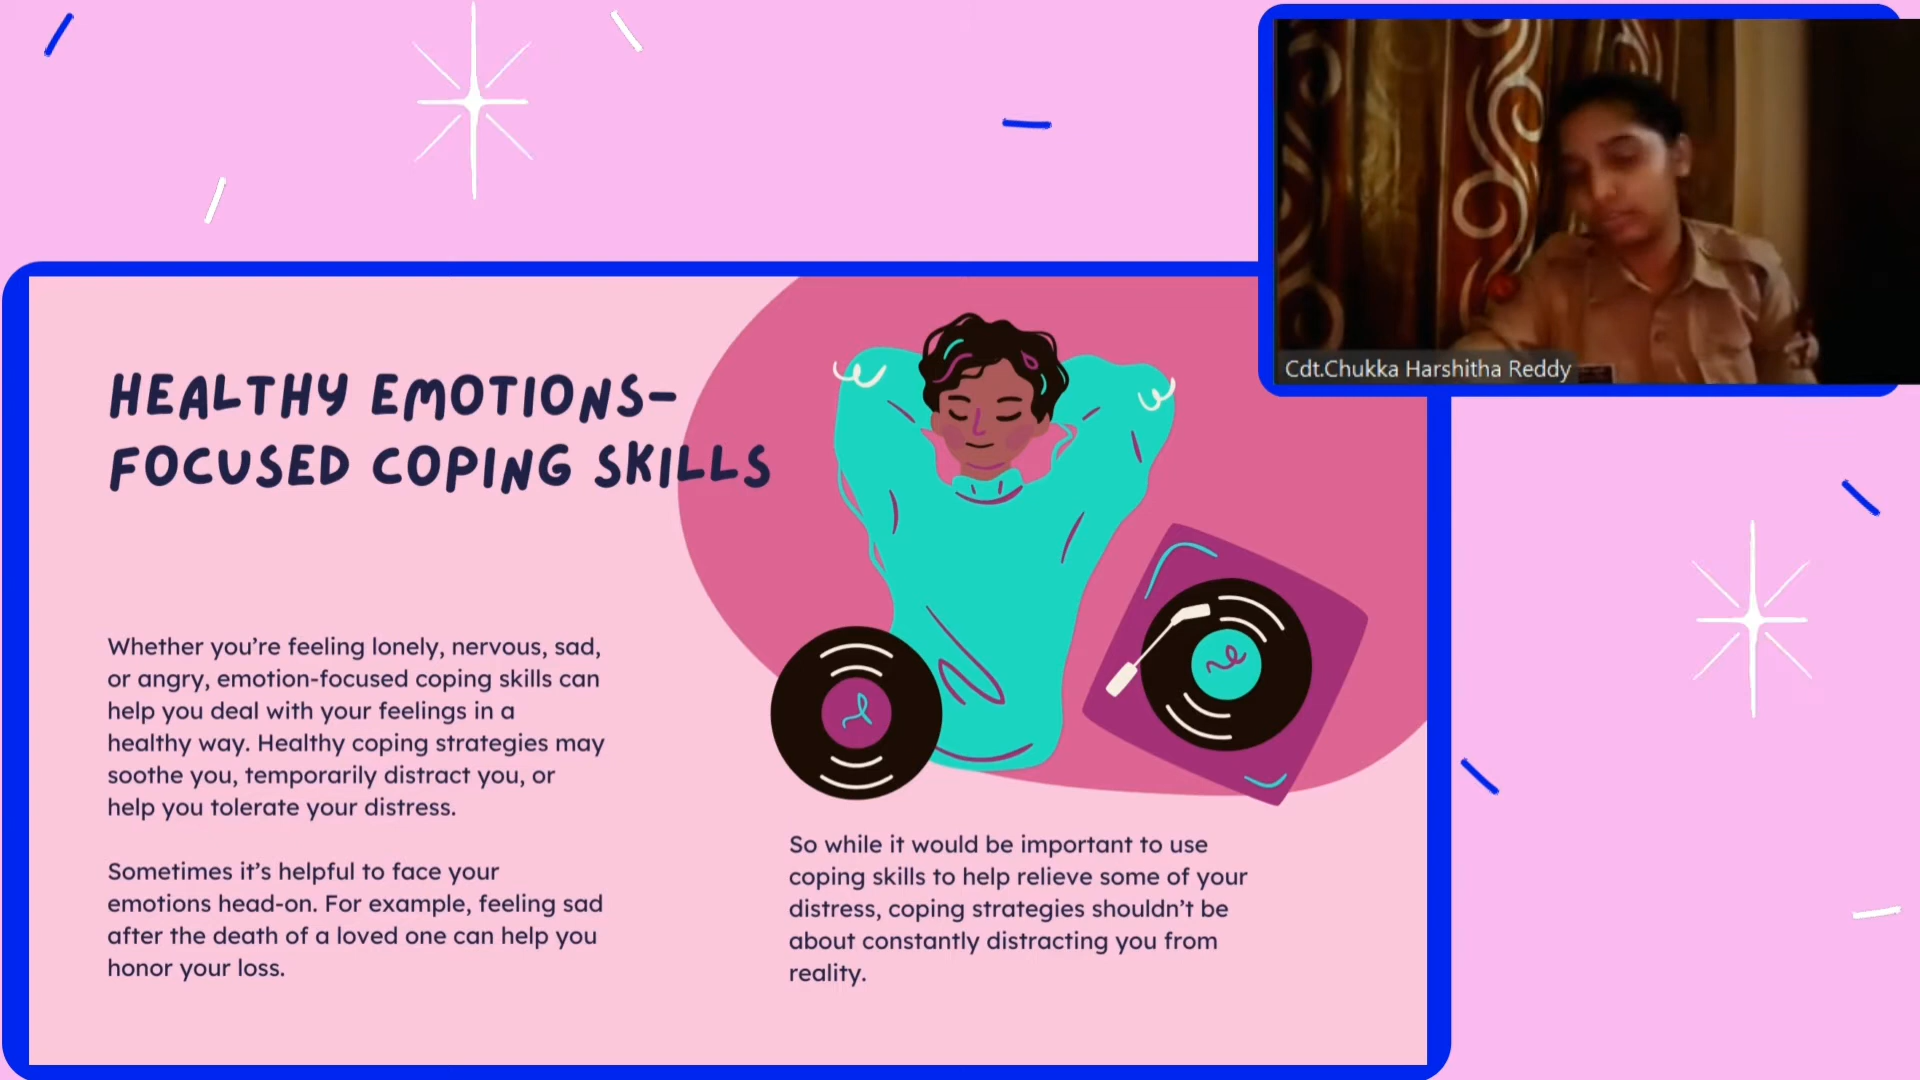 HEALTHY EMOTIONS-
FOCUSED COPING SKILLS
Whether you’re feeling lonely, nervous, sad,
or angry, emotion-focused coping skills can
help you deal with your feelings in a
healthy way. Healthy coping strategies may
soothe you, temporarily distract you, or
help you tolerate your distress.
Sometimes it’s helpful to face your
emotions head-on. For example, feeling sad
after the death of a loved one can help you
honor your loss.
So while it would be important to use
coping skills to help relieve some of your
distress, coping strategies shouldn’t be
about constantly distracting you from
reality.
Cdt.Chukka Harshitha Reddy